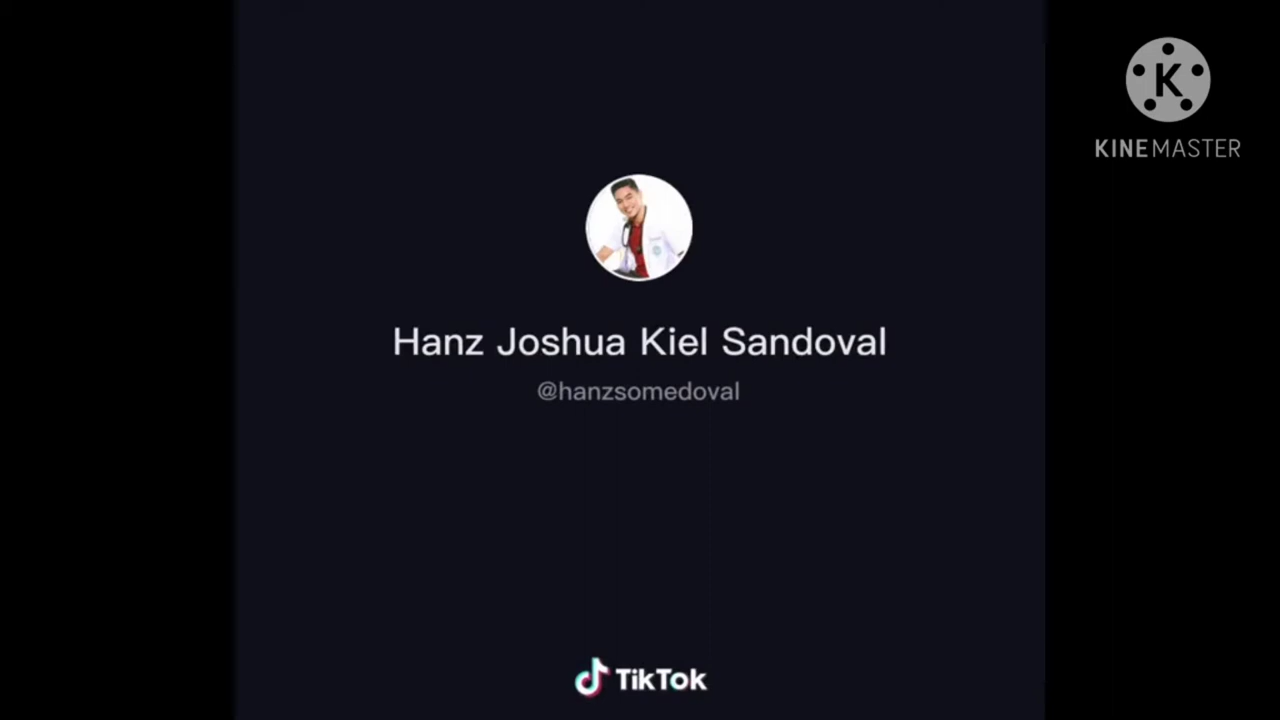 K
KINEMASTER
Hanz Joshua Kiel Sandoval
@hanzsomedoval
TikTok